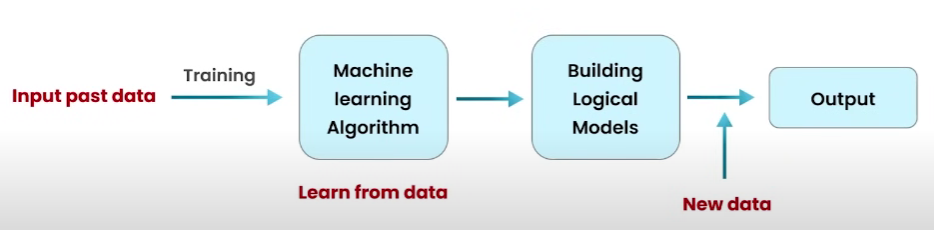 Input past data
Training
Machine
learning
Algorithm
Learn from data
Building
Logical
Models
New data
Output